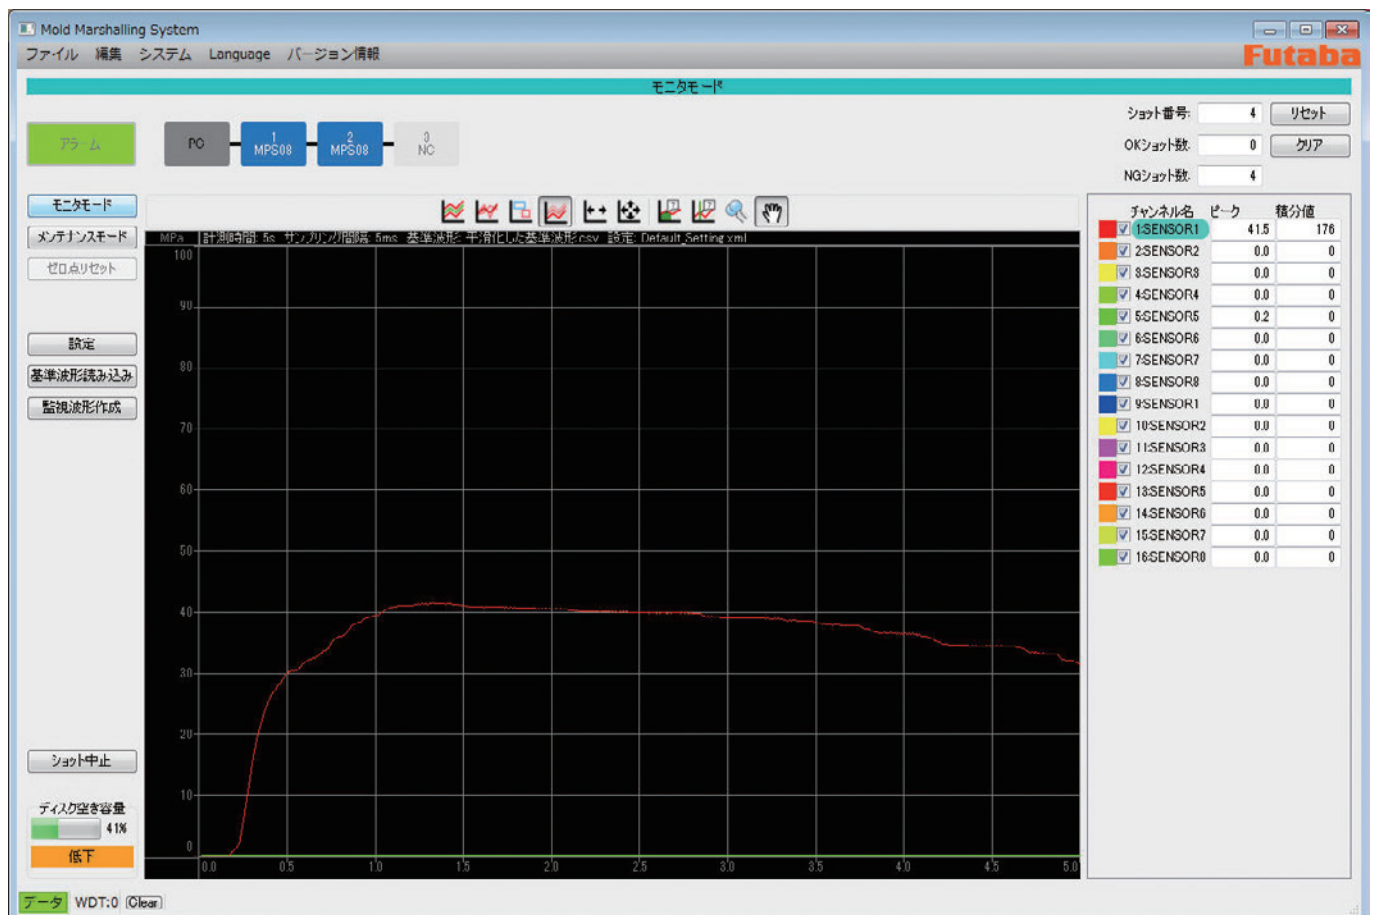 Mold Marshalling System
ファイル 編集 システム Language バージョン情報
Futaba
モニタモード
アラーム
PC
1
MPS08
2
MPS08
3
NC
ショット番号: 4 リセット
OKショット数: 0 クリア
NGショット数: 4
モニタモード
メンテナンスモード
ゼロ点リセット
設定
基準波形読み込み
監視波形作成
ショット中止
ディスク空き容量
41%
低下
MPa 計測時間: 5s サンプリング間隔: 5ms 基準波形: 平滑化した基準波形.csv 設定: Default_Setting.xml
100
90
80
70
60
50
40
30
20
10
0
0.0 0.5 1.0 1.5 2.0 2.5 3.0 3.5 4.0 4.5 5.0
チャンネル名 ピーク 積分値
1:SENSOR1 41.5 176
2:SENSOR2 0.0 0
3:SENSOR3 0.0 0
4:SENSOR4 0.0 0
5:SENSOR5 0.2 0
6:SENSOR6 0.0 0
7:SENSOR7 0.0 0
8:SENSOR8 0.0 0
9:SENSOR1 0.0 0
10:SENSOR2 0.0 0
11:SENSOR3 0.0 0
12:SENSOR4 0.0 0
13:SENSOR5 0.0 0
14:SENSOR6 0.0 0
15:SENSOR7 0.0 0
16:SENSOR8 0.0 0
データ WDT:0 Clear